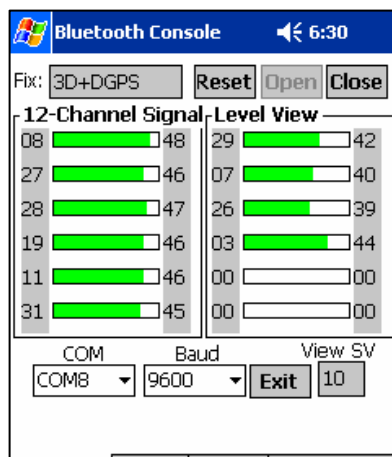 Bluetooth Console 6:30
Fix: 3D+DGPS Reset Open Close
12-Channel Signal Level View
08 48 29 42
27 46 07 40
28 47 26 39
19 46 03 44
11 46 00 00
31 45 00 00
COM Baud View SV
COM8 9600 Exit 10